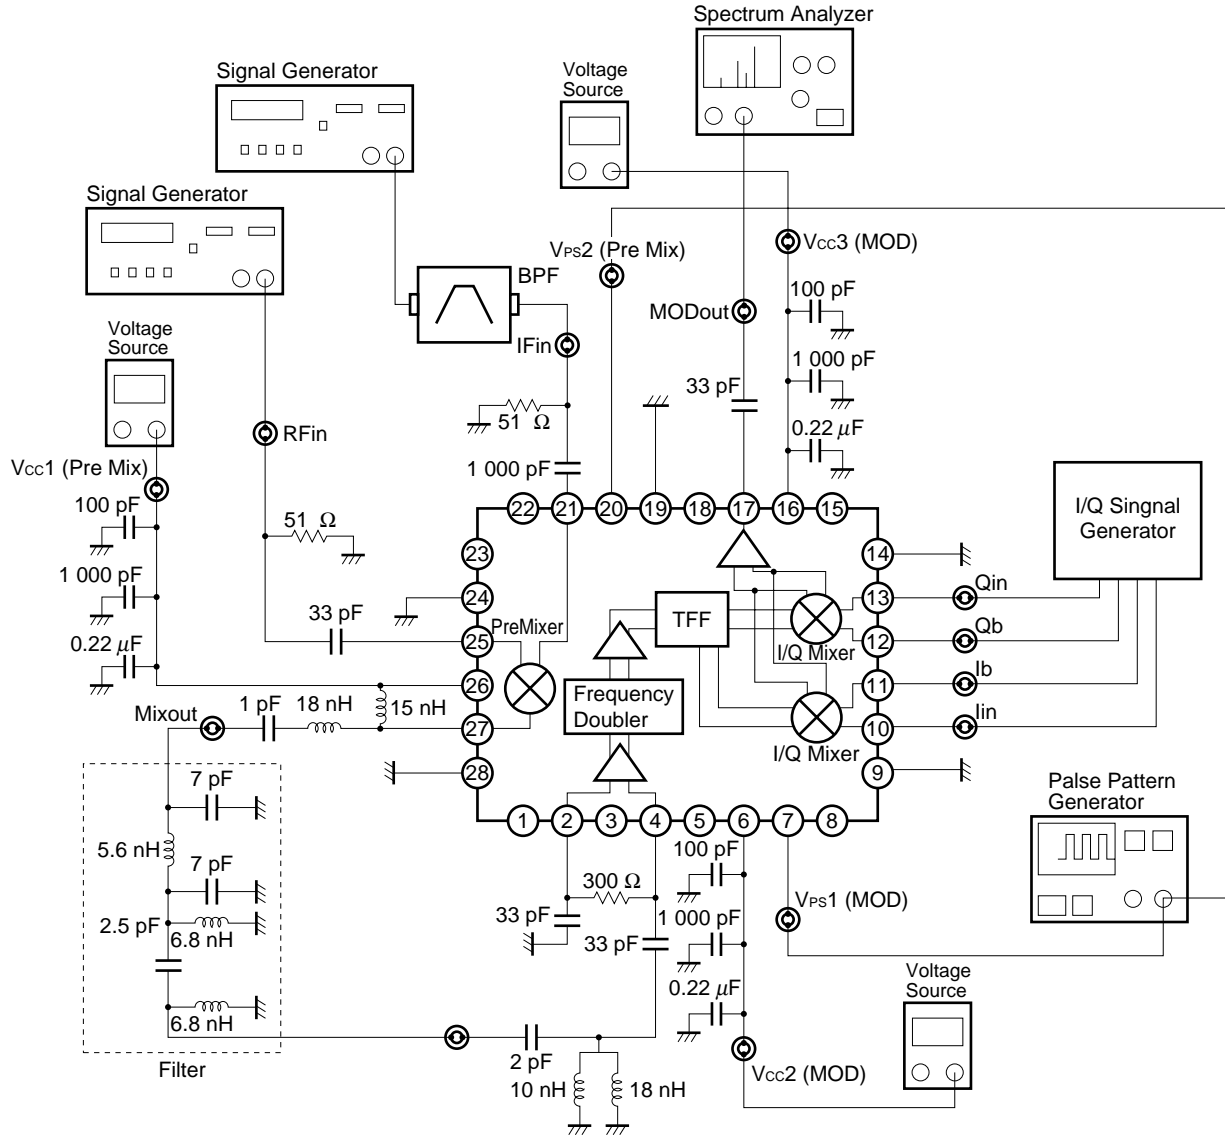 Spectrum Analyzer
Signal Generator
Voltage
Source
Signal Generator
VPS2 (Pre Mix)
VCC3 (MOD)
BPF
100 pF
MODout
Voltage
Source
IFin
1 000 pF
33 pF
51 Ω
RFin
0.22 µF
VCC1 (Pre Mix)
1 000 pF
100 pF
22 21 20 19 18 17 16 15
I/Q Singnal
Generator
51 Ω
23
14
1 000 pF
Qin
24
13
33 pF
TFF
25
PreMixer
12
Qb
0.22 µF
I/Q Mixer
Ib
26
11
1 pF
18 nH
15 nH
Frequency
Doubler
Mixout
Iin
27
10
I/Q Mixer
28
9
7 pF
Palse Pattern
Generator
1 2 3 4 5 6 7 8
5.6 nH
100 pF
7 pF
300 Ω
VPS1 (MOD)
2.5 pF
33 pF
1 000 pF
6.8 nH
33 pF
Voltage
Source
0.22 µF
6.8 nH
2 pF
Filter
VCC2 (MOD)
10 nH
18 nH